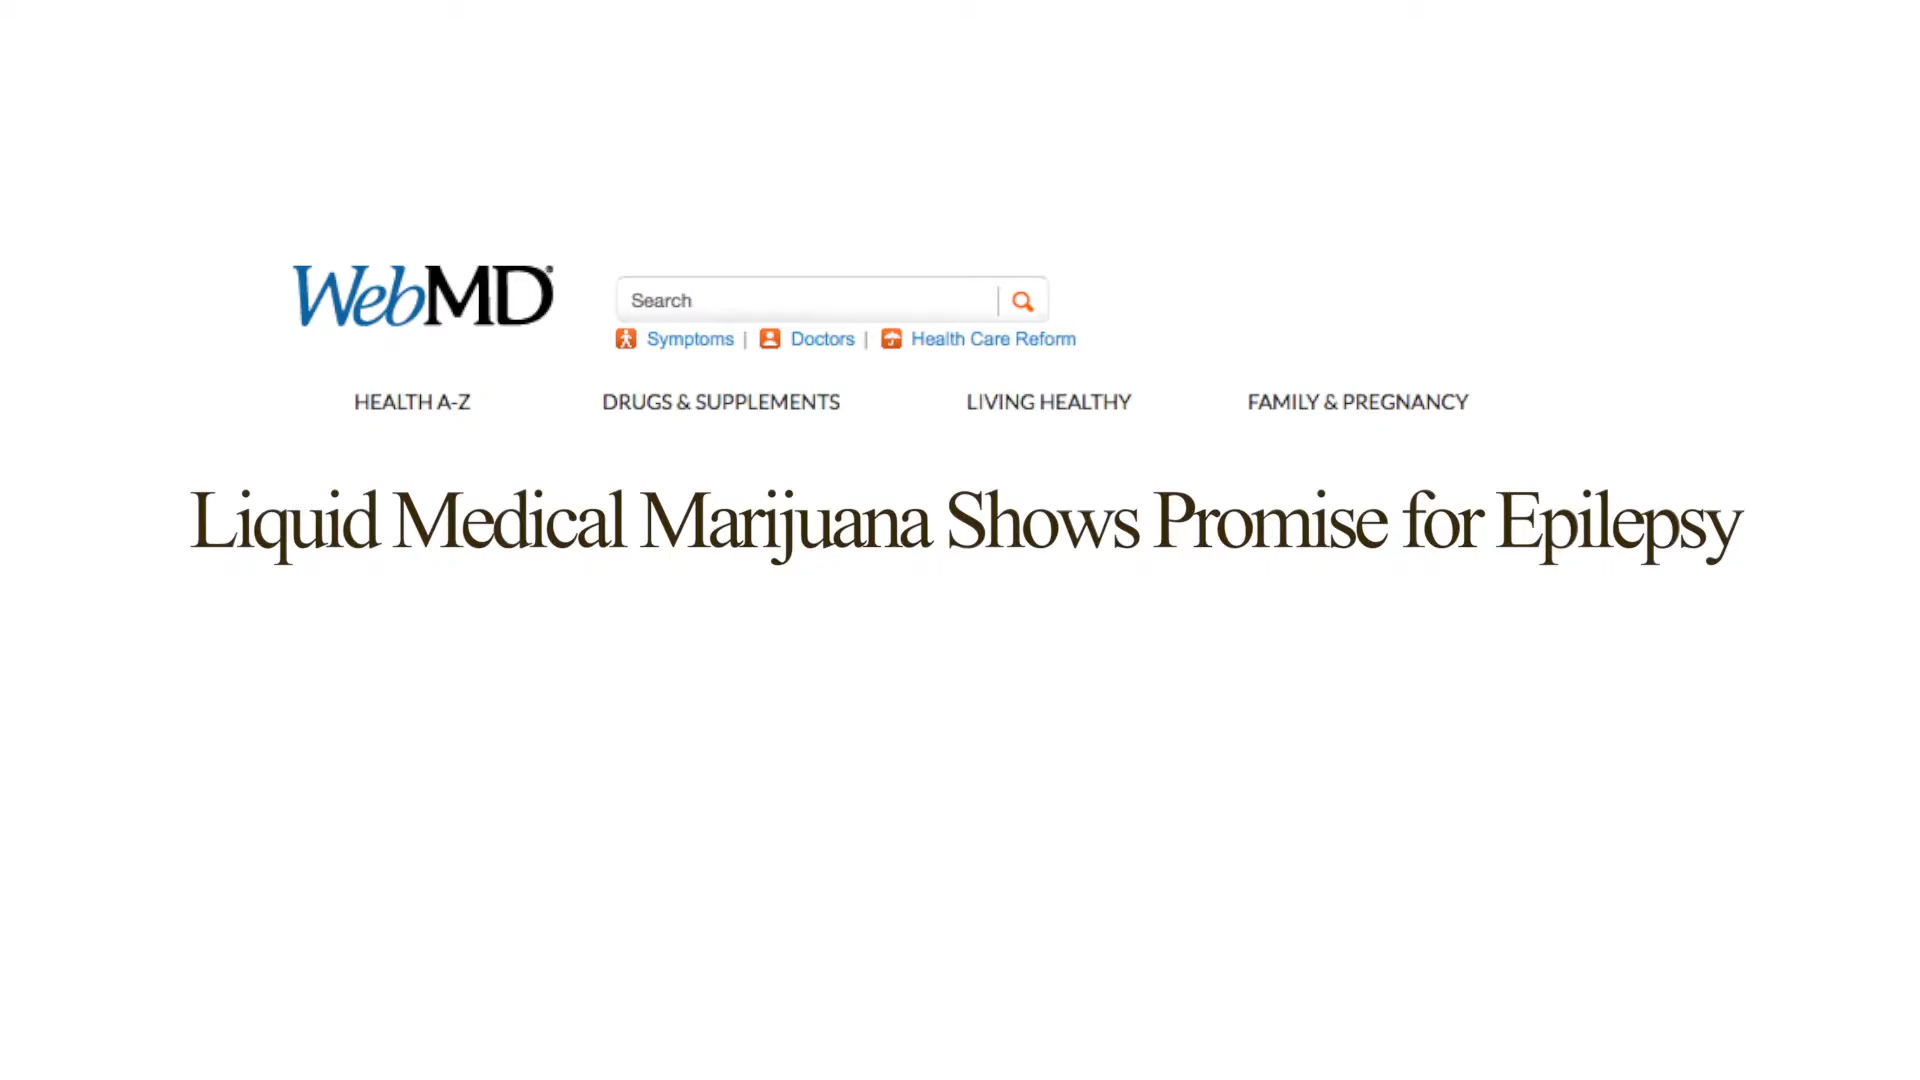 WebMD
Search
Symptoms | Doctors | Health Care Reform
HEALTH A-Z DRUGS & SUPPLEMENTS LIVING HEALTHY FAMILY & PREGNANCY
Liquid Medical Marijuana Shows Promise for Epilepsy